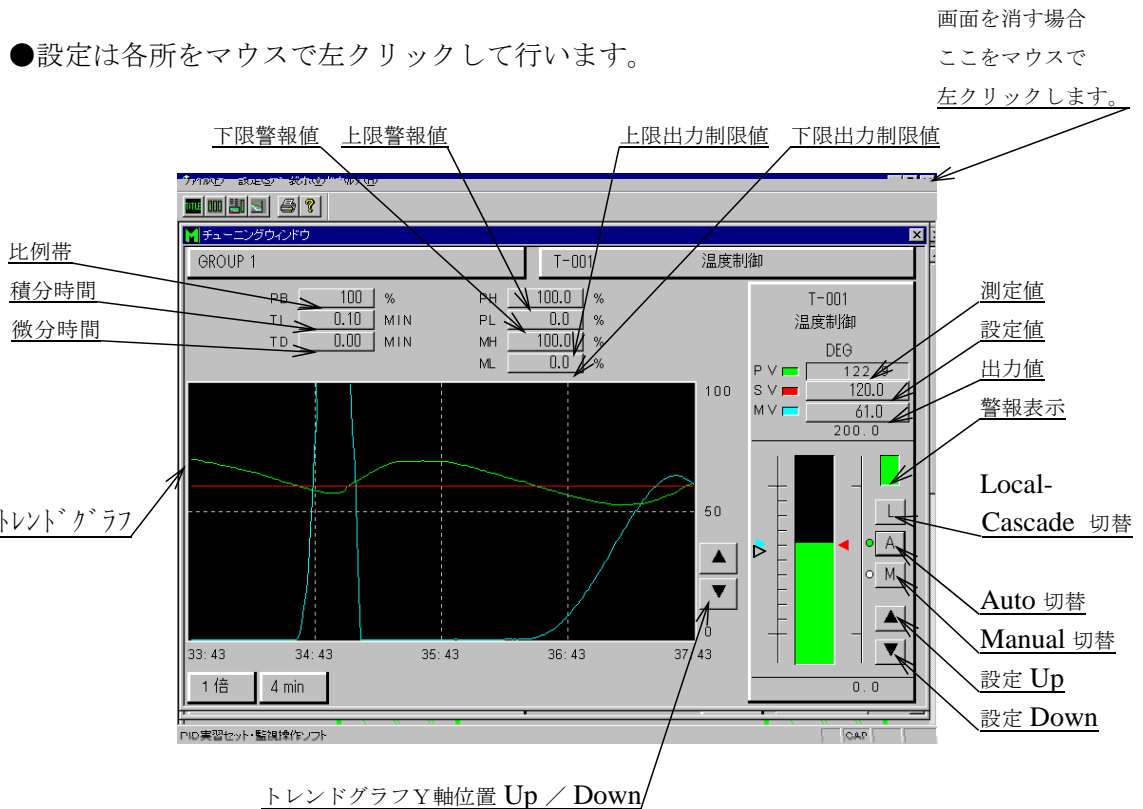 画面を消す場合
●設定は各所をマウスで左クリックして行います。
ここをマウスで
左クリックします。
下限警報値 上限警報値 上限出力制限値 下限出力制限値
TITLE
チューニングウィンドウ
GROUP 1 T-001 温度制御
比例帯
積分時間
微分時間
PB 100 % PH 100.0 %
TI 0.10 MIN PL 0.0 %
TD 0.00 MIN MH 100.0 %
ML 0.0 %
T-001
温度制御
DEG
PV 122.9
SV 120.0
MV 61.0
200.0
測定値
設定値
出力値
警報表示
100
50
0
トレンドグラフ
L
A
M
▲
▼
▲
▼
Local-
Cascade 切替
Auto 切替
Manual 切替
設定 Up
設定 Down
33:43 34:43 35:43 36:43 37:43
1倍 4 min
0.0
PID実習セット・監視操作ソフト CAP
トレンドグラフY軸位置 Up / Down